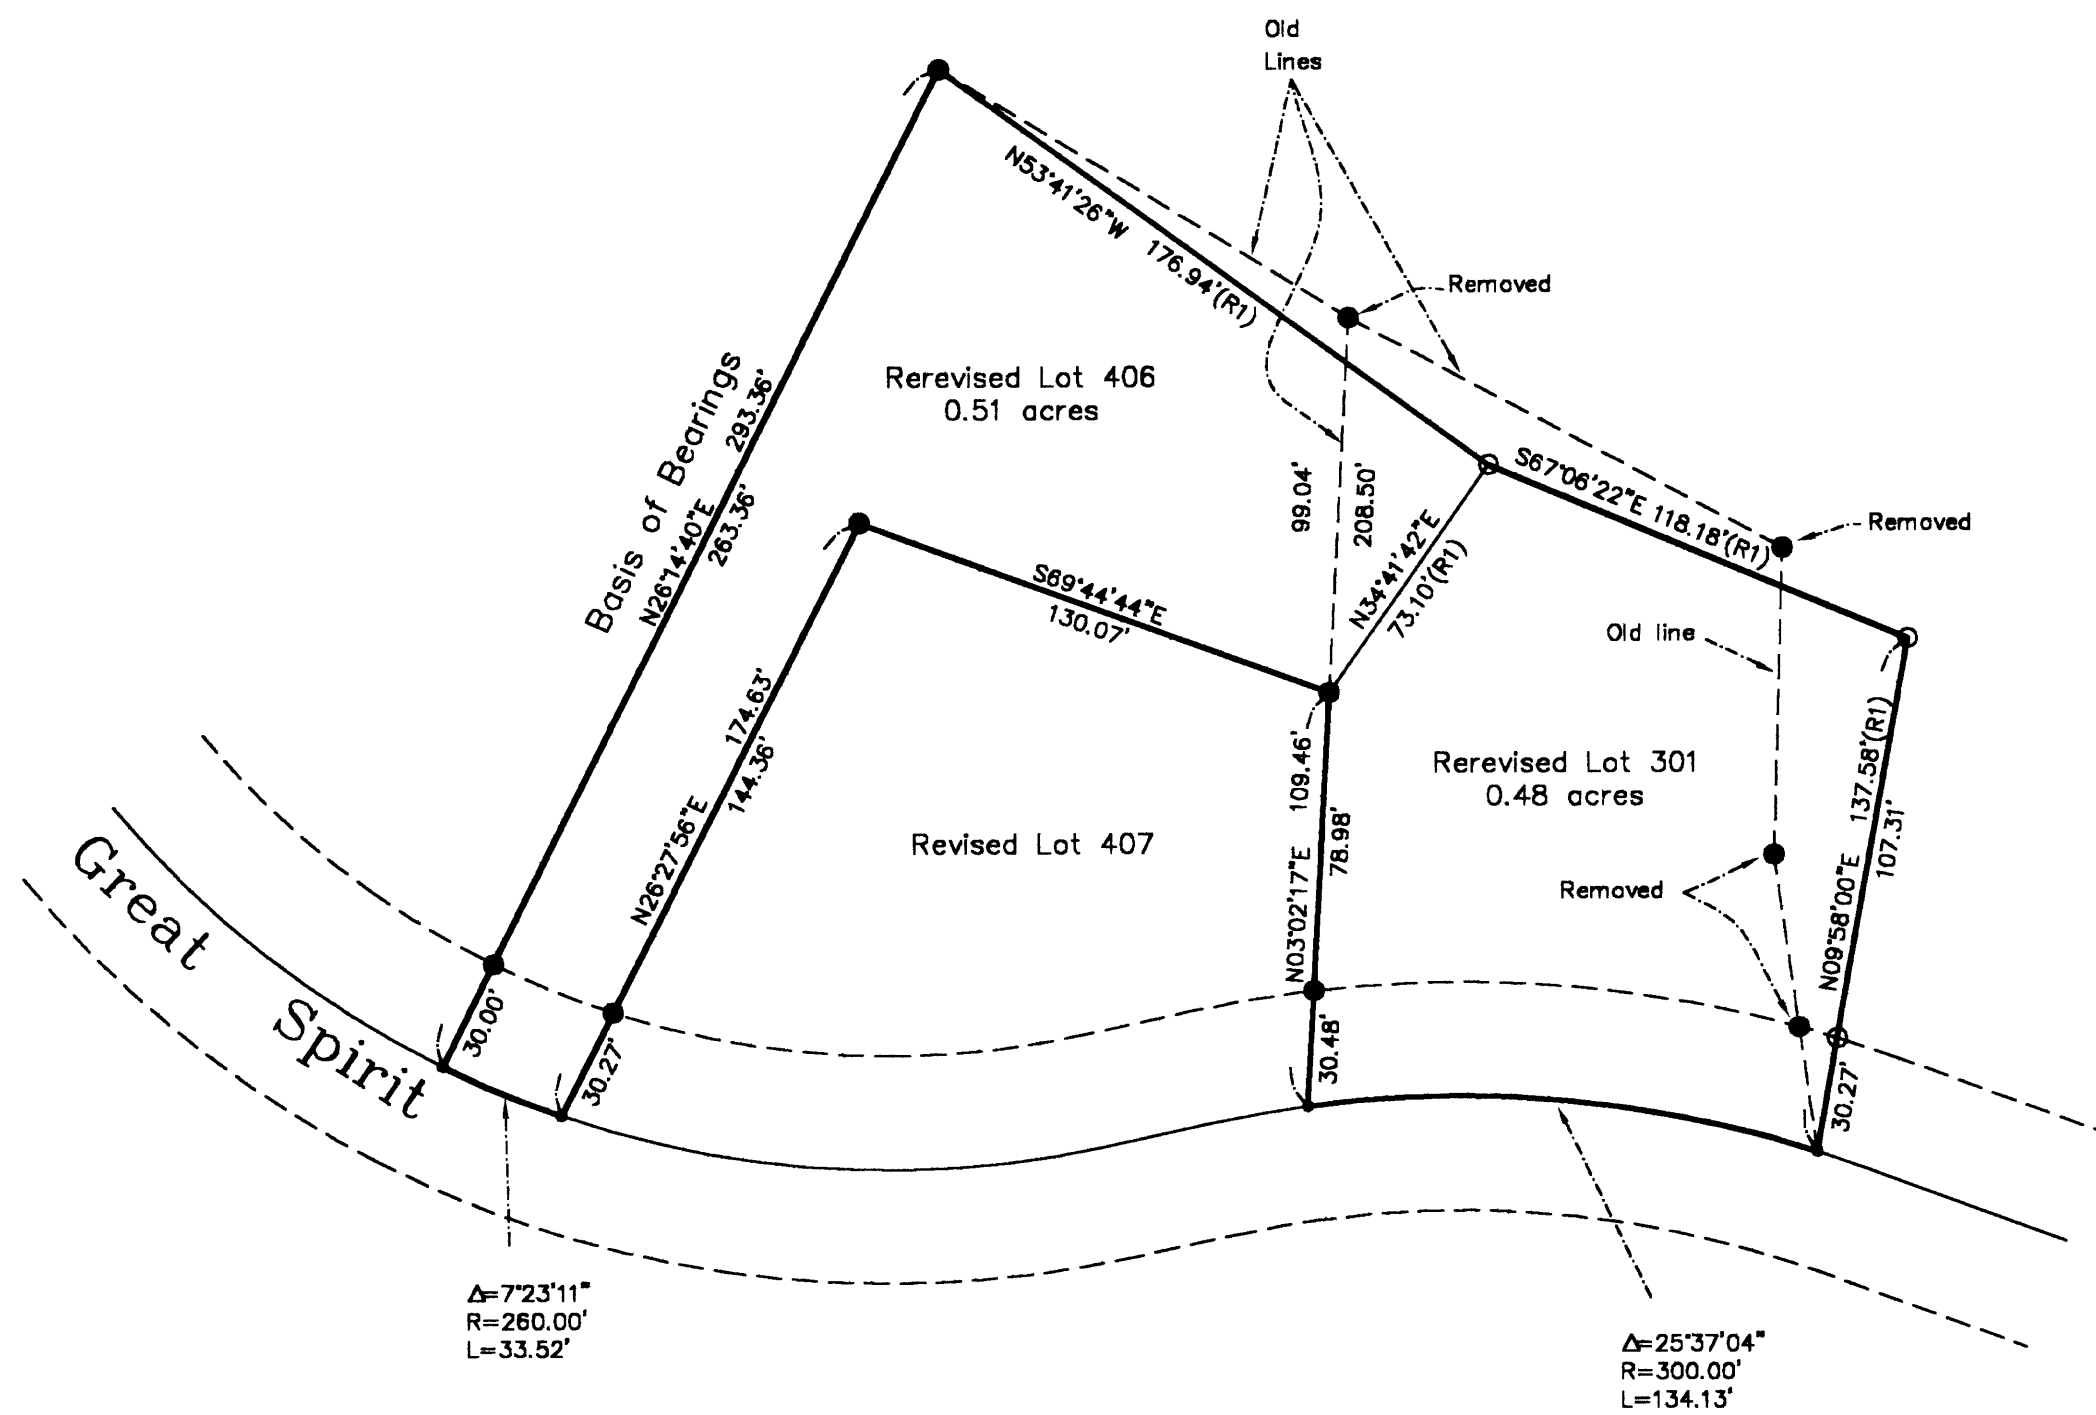 Old
Lines
N53°41'26"W 176.94'(R1)
Removed
Rerevised Lot 406
0.51 acres
Basis of Bearings
N26°14'40"E
293.36'
263.36'
99.04'
208.50'
S67°06'22"E 118.18'(R1)
Removed
S69°44'44"E
130.07'
N34°41'42"E
73.10'(R1)
Old line
N26°27'56"E
174.63'
144.36'
Revised Lot 407
N03°02'17"E 109.46'
78.98'
Rerevised Lot 301
0.48 acres
Removed
N09°58'00"E 137.58'(R1)
107.31'
Great Spirit
30.00'
30.27'
30.48'
30.27'
Δ=7°23'11"
R=260.00'
L=33.52'
Δ=25°37'04"
R=300.00'
L=134.13'